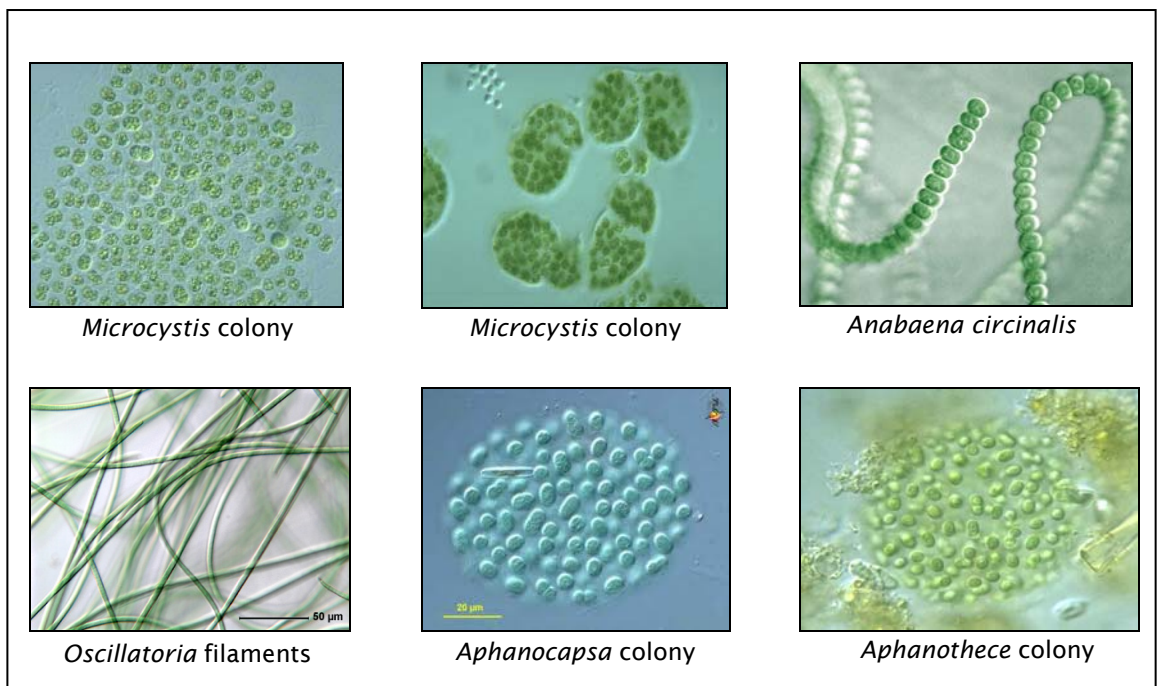 Microcystis colony
Microcystis colony
Anabaena circinalis
50 µm
20 µm
Oscillatoria filaments
Aphanocapsa colony
Aphanothece colony